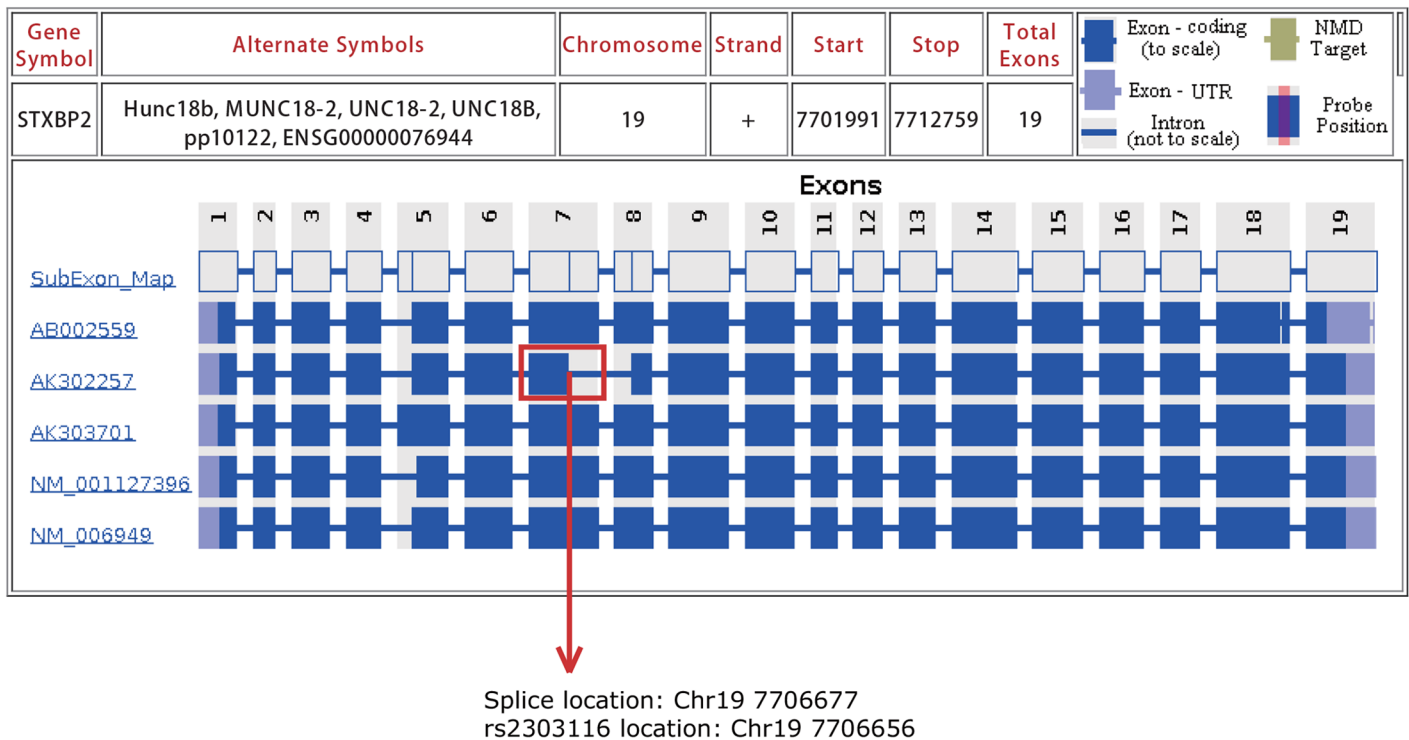 Gene Symbol
Alternate Symbols
Chromosome
Strand
Start
Stop
Total Exons
STXBP2
Hunc18b, MUNC18-2, UNC18-2, UNC18B,
pp10122, ENSG00000076944
19
+
7701991
7712759
19
Exon - coding
(to scale)
NMD
Target
Exon - UTR
Intron
(not to scale)
Probe
Position
Exons
1 2 3 4 5 6 7 8 9 10 11 12 13 14 15 16 17 18 19
SubExon_Map
AB002559
AK302257
AK303701
NM_001127396
NM_006949
Splice location: Chr19 7706677
rs2303116 location: Chr19 7706656